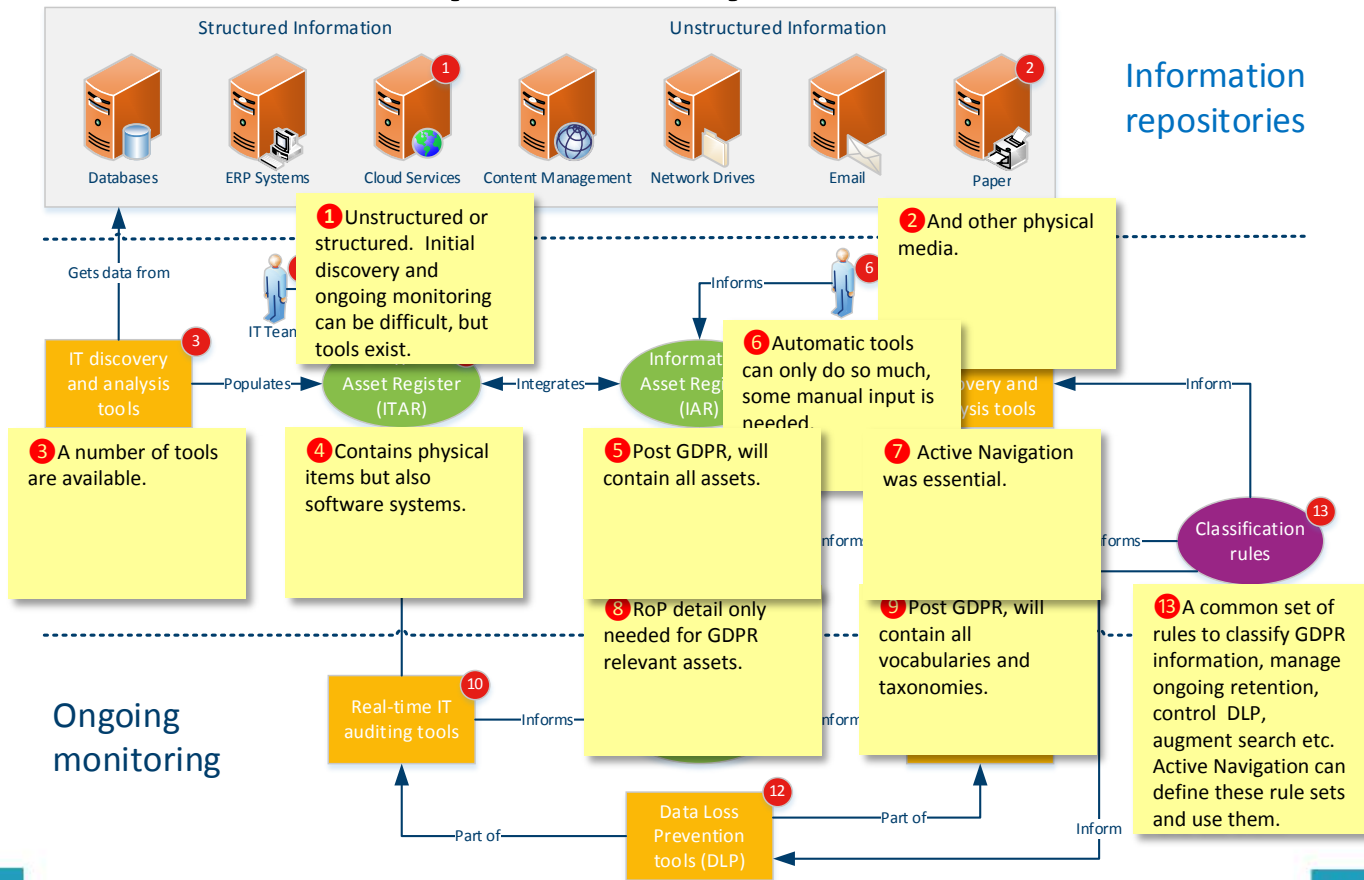 Structured Information
Unstructured Information
1
2
Databases
ERP Systems
Cloud Services
Content Management
Network Drives
Email
Paper
Information
repositories
1 Unstructured or
structured. Initial
discovery and
ongoing monitoring
can be difficult, but
tools exist.
2 And other physical
media.
Gets data from
IT Team
Informs
6
3
IT discovery
and analysis
tools
Populates
Asset Register
(ITAR)
Integrates
Asset
(IAR)
6 Automatic tools
can only do so much,
some manual input is
needed.
and
tools
Inform
3 A number of tools
are available.
4 Contains physical
items but also
software systems.
5 Post GDPR, will
contain all assets.
7 Active Navigation
was essential.
13
Classification
rules
8 RoP detail only
needed for GDPR
relevant assets.
9 Post GDPR, will
contain all
vocabularies and
taxonomies.
13 A common set of
rules to classify GDPR
information, manage
ongoing retention,
control DLP,
augment search etc.
Active Navigation can
define these rule sets
and use them.
Ongoing
monitoring
10
Real-time IT
auditing tools
Informs
12
Data Loss
Prevention
tools (DLP)
Part of
Part of
Inform